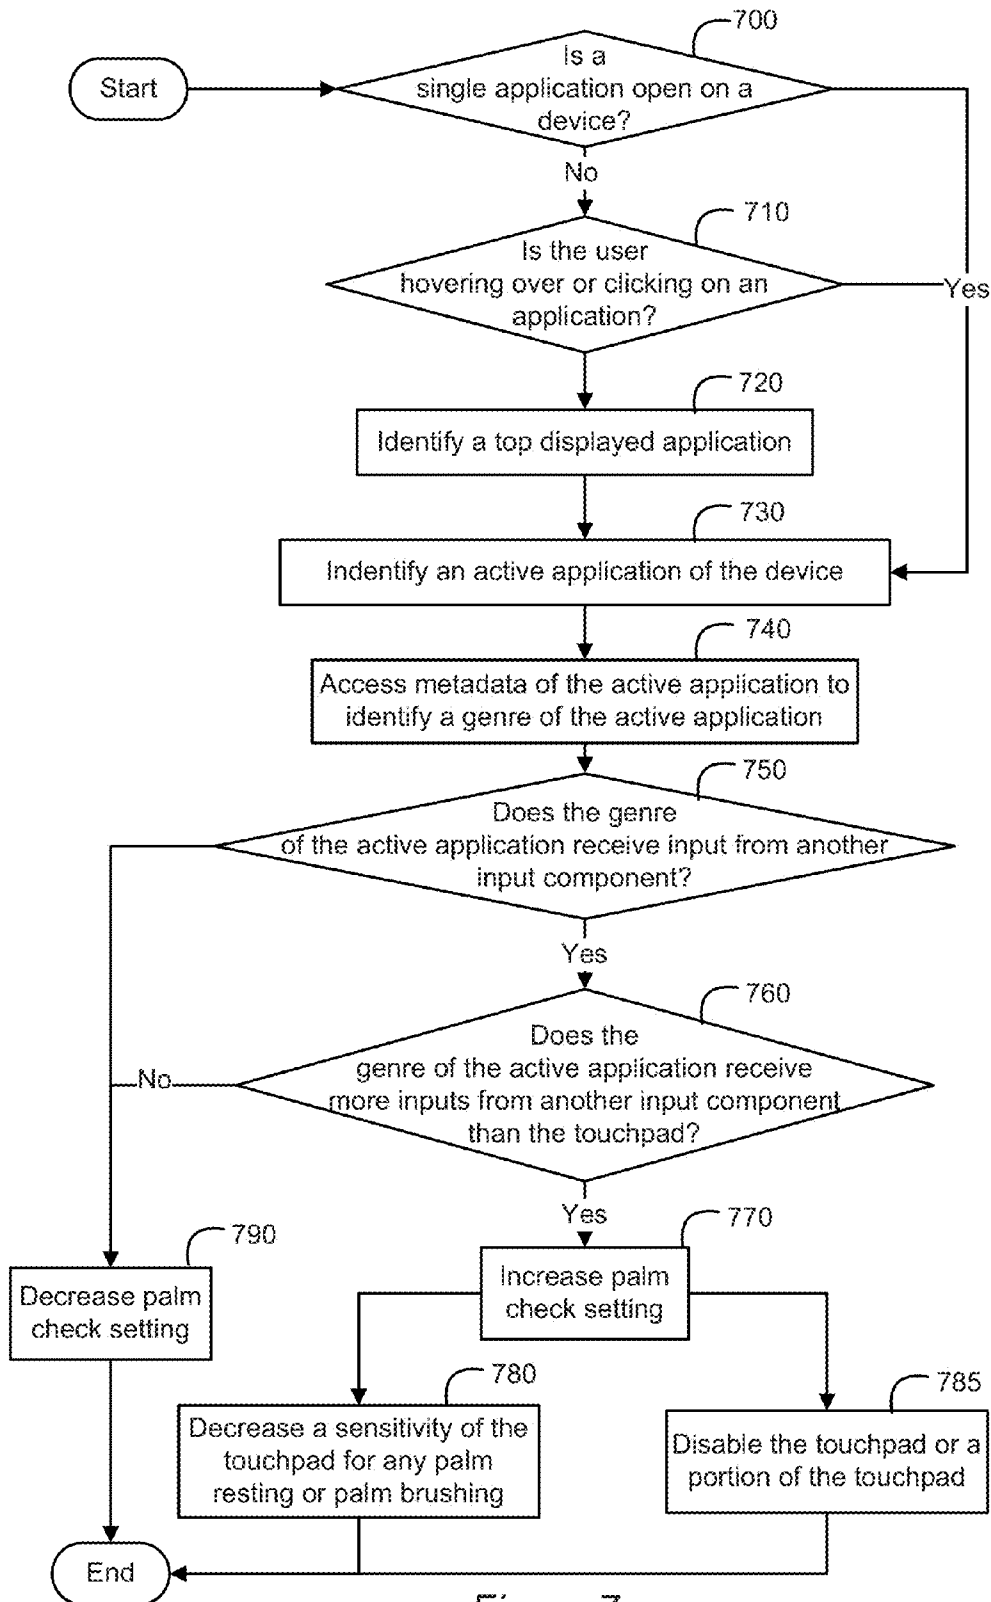 700
Start
Is a
single application open on a
device?
No
710
Is the user
hovering over or clicking on an
application?
Yes
720
Identify a top displayed application
730
Indentify an active application of the device
740
Access metadata of the active application to
identify a genre of the active application
750
Does the genre
of the active application receive input from another
input component?
Yes
760
Does the
genre of the active application receive
more inputs from another input component
than the touchpad?
No
Yes
770
790
Increase palm
check setting
Decrease palm
check setting
780
785
Decrease a sensitivity of the
touchpad for any palm
resting or palm brushing
Disable the touchpad or a
portion of the touchpad
End